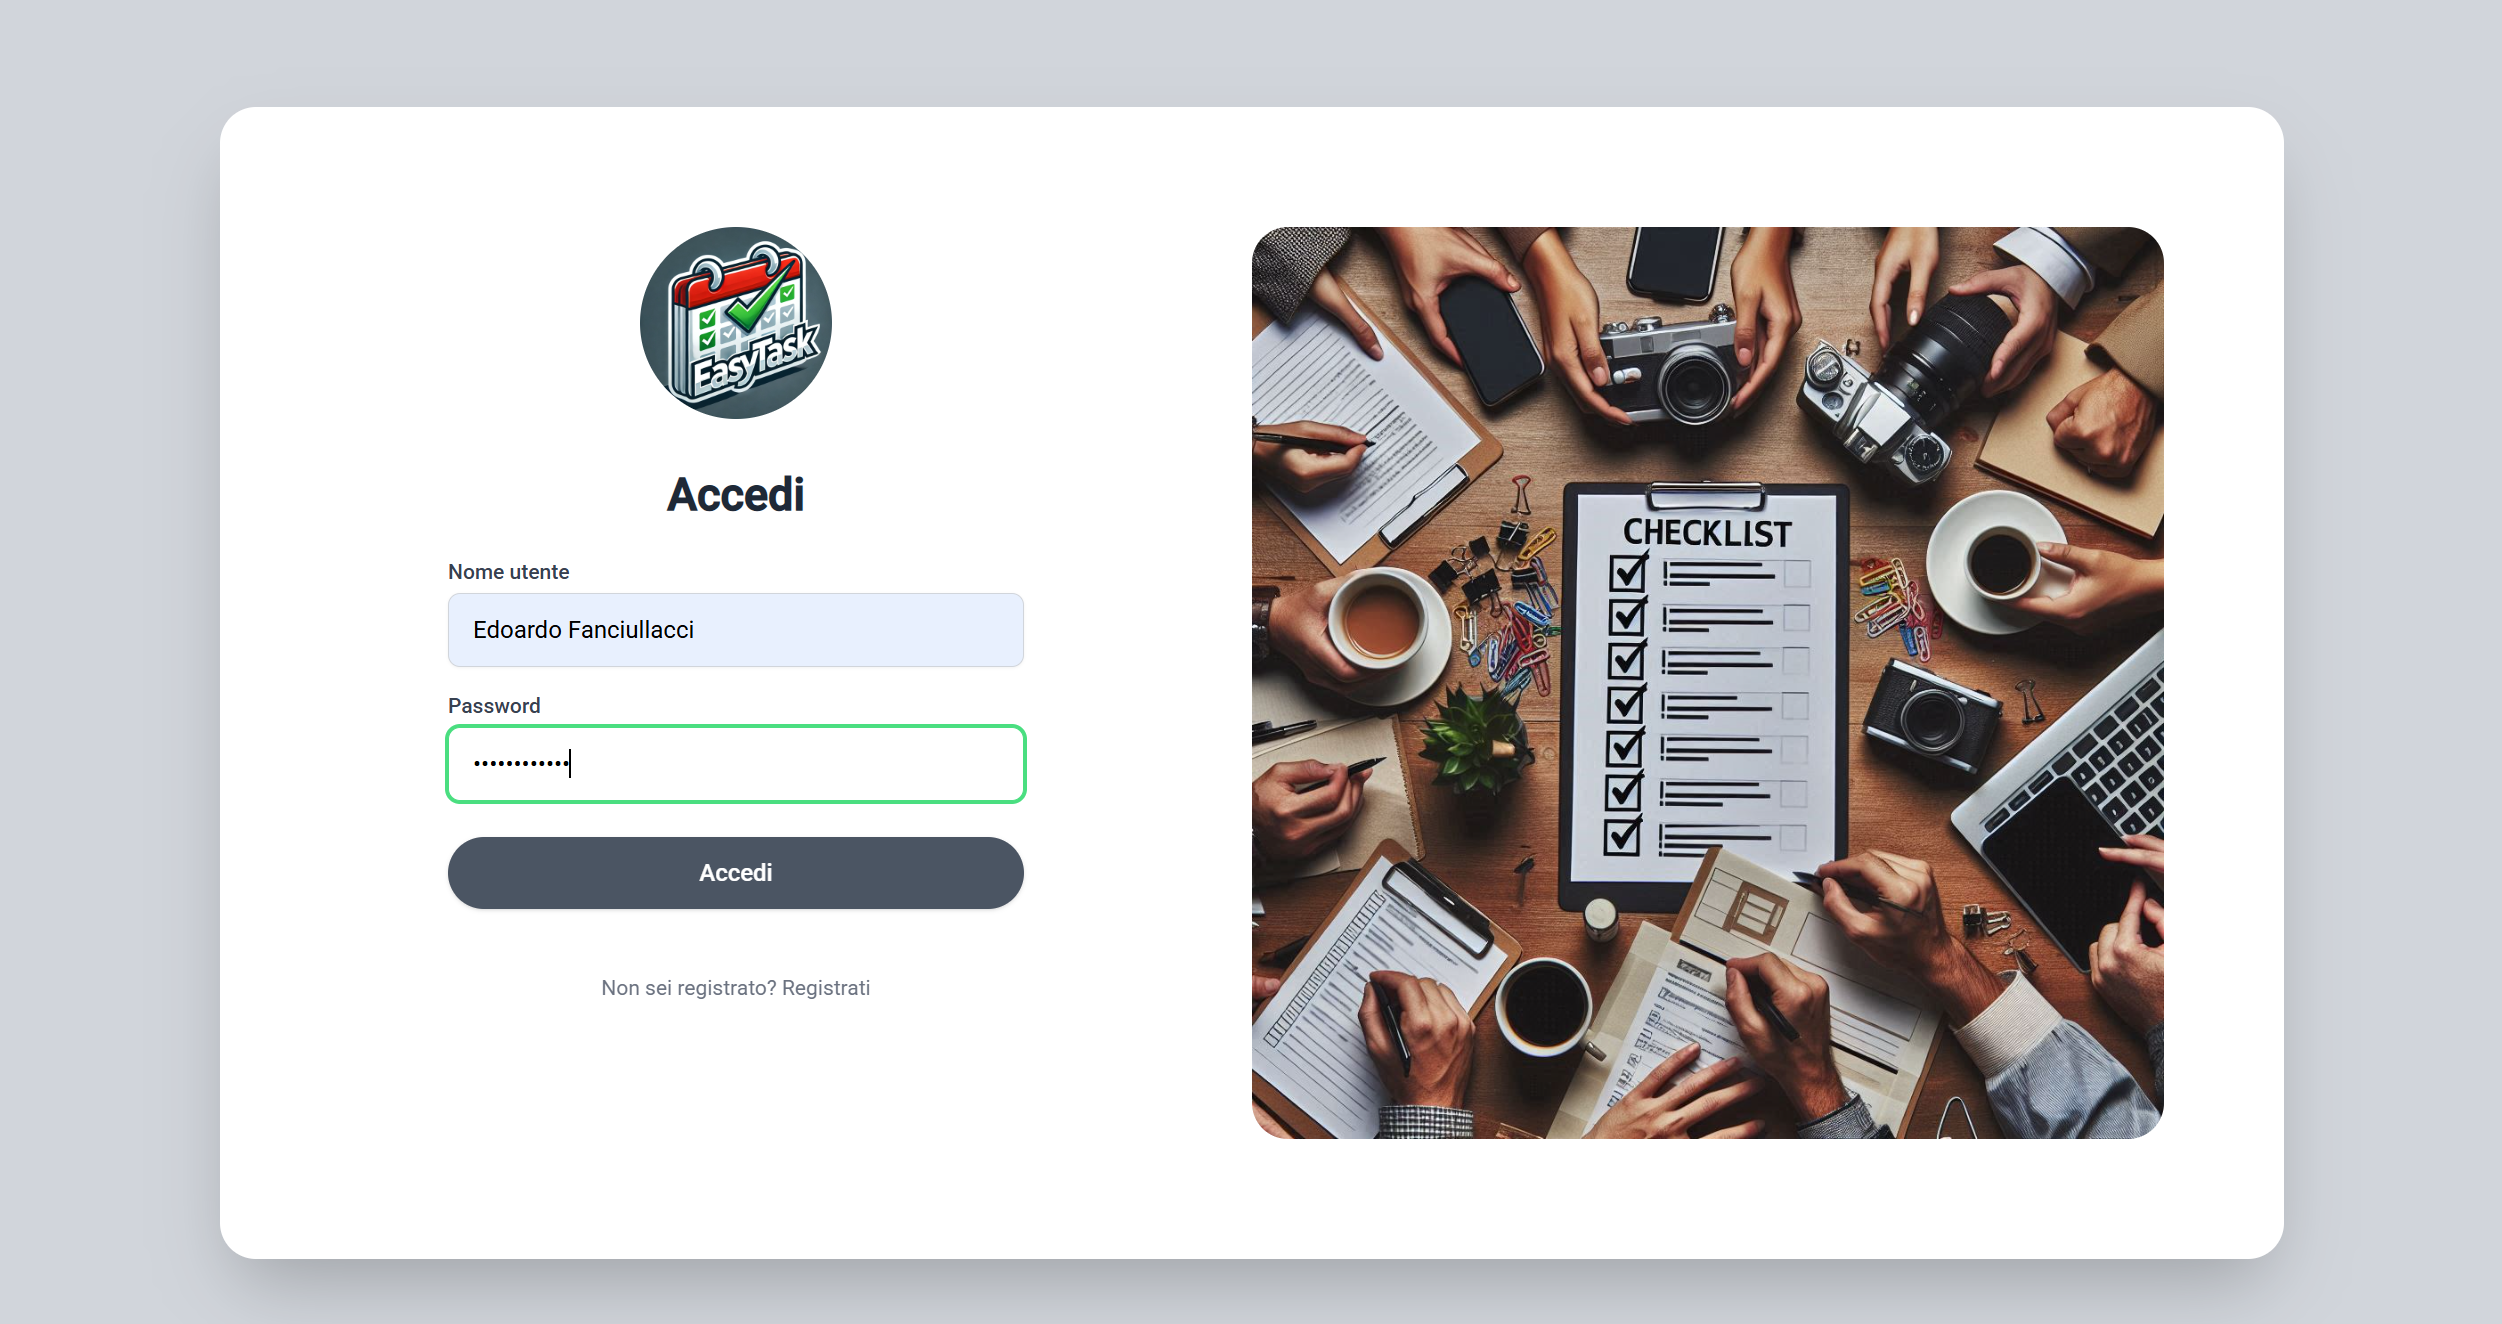 EasyTask
Accedi
Nome utente
Edoardo Fanciullacci
Password
Accedi
Non sei registrato? Registrati
CHECKLIST